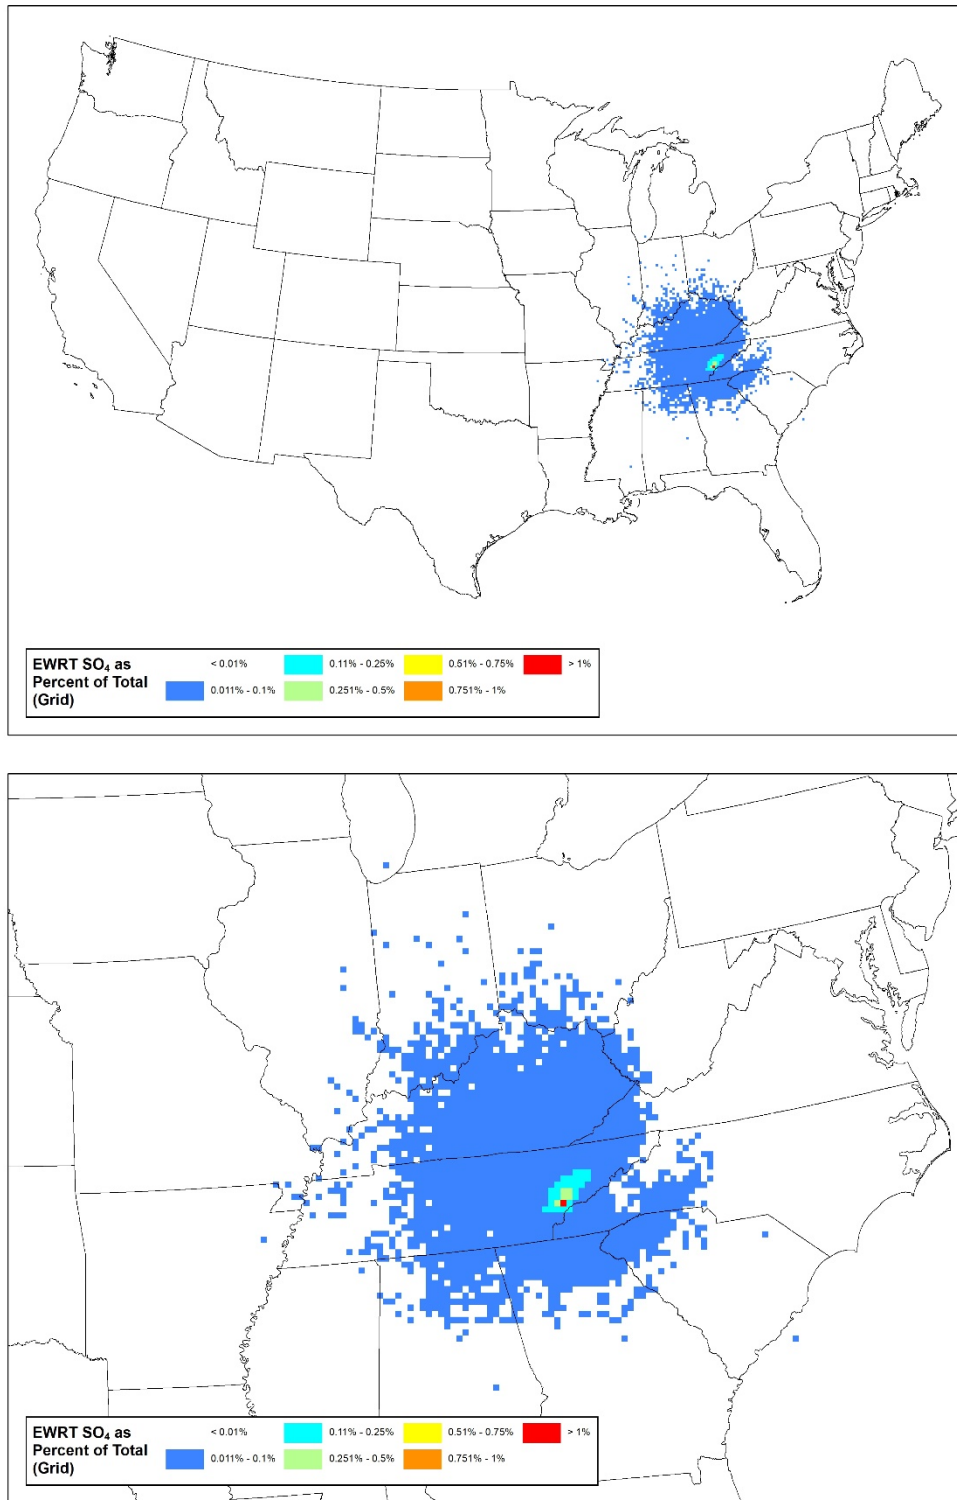 EWRT SO₄ as
Percent of Total
(Grid)
< 0.01%
0.11% - 0.25%
0.51% - 0.75%
> 1%
0.011% - 0.1%
0.251% - 0.5%
0.751% - 1%
EWRT SO₄ as
Percent of Total
(Grid)
< 0.01%
0.11% - 0.25%
0.51% - 0.75%
> 1%
0.011% - 0.1%
0.251% - 0.5%
0.751% - 1%